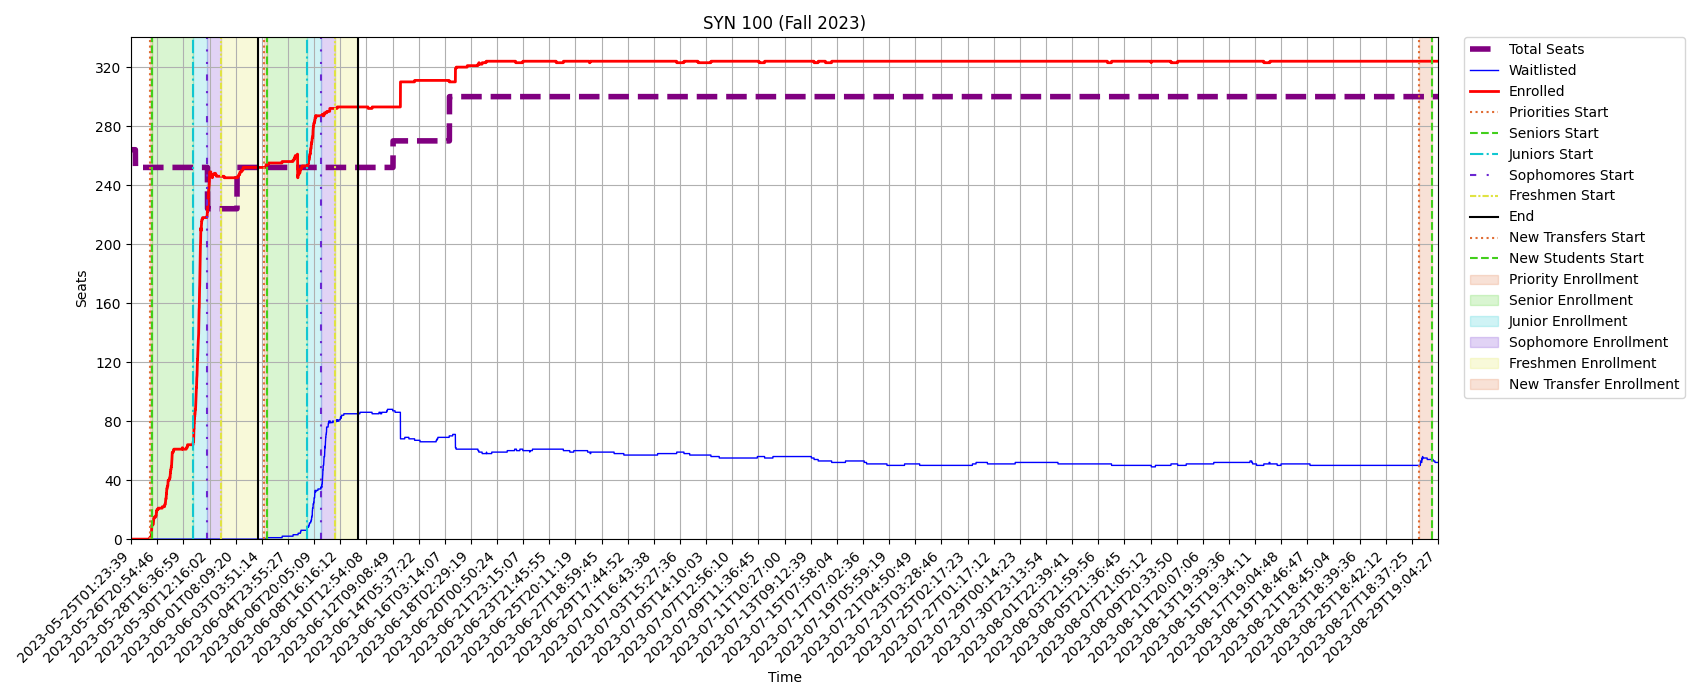 SYN 100 (Fall 2023)
Seats
320
280
240
200
160
120
80
40
0
2023-05-25T01:23:39
2023-05-26T20:54:46
2023-05-28T16:36:59
2023-05-30T12:16:02
2023-06-01T08:09:20
2023-06-03T03:51:14
2023-06-04T23:55:27
2023-06-06T20:05:09
2023-06-08T16:16:12
2023-06-10T12:54:08
2023-06-12T09:08:49
2023-06-14T05:37:22
2023-06-16T03:14:07
2023-06-18T02:29:19
2023-06-20T00:50:24
2023-06-21T23:15:07
2023-06-23T21:45:55
2023-06-25T20:11:19
2023-06-27T18:59:45
2023-06-29T17:44:52
2023-07-01T16:43:38
2023-07-03T15:27:36
2023-07-05T14:10:03
2023-07-07T12:56:10
2023-07-09T11:36:45
2023-07-11T10:27:00
2023-07-13T09:12:39
2023-07-15T07:58:04
2023-07-17T07:02:36
2023-07-19T05:59:19
2023-07-21T04:50:49
2023-07-23T03:28:46
2023-07-25T02:17:23
2023-07-27T01:17:12
2023-07-29T00:14:23
2023-07-30T23:13:54
2023-08-01T22:39:41
2023-08-03T21:59:56
2023-08-05T21:36:45
2023-08-07T21:05:12
2023-08-09T20:33:50
2023-08-11T20:07:06
2023-08-13T19:39:36
2023-08-15T19:34:11
2023-08-17T19:04:48
2023-08-19T18:46:47
2023-08-21T18:45:04
2023-08-23T18:39:36
2023-08-25T18:42:12
2023-08-27T18:37:25
2023-08-29T19:04:27
Time
Total Seats
Waitlisted
Enrolled
Priorities Start
Seniors Start
Juniors Start
Sophomores Start
Freshmen Start
End
New Transfers Start
New Students Start
Priority Enrollment
Senior Enrollment
Junior Enrollment
Sophomore Enrollment
Freshmen Enrollment
New Transfer Enrollment